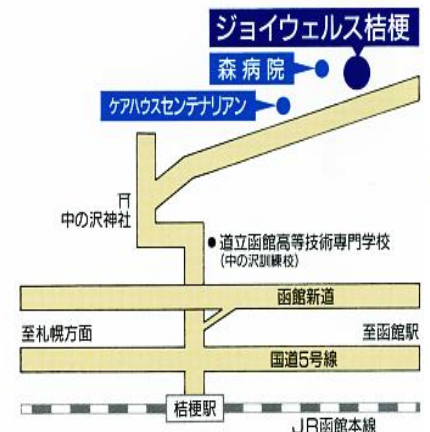 ジョイウェルス桔梗
森病院
ケアハウスセンテナリアン
中の沢神社
道立函館高等技術専門学校
(中の沢訓練校)
函館新道
至札幌方面
至函館駅
国道5号線
桔梗駅
JR函館本線